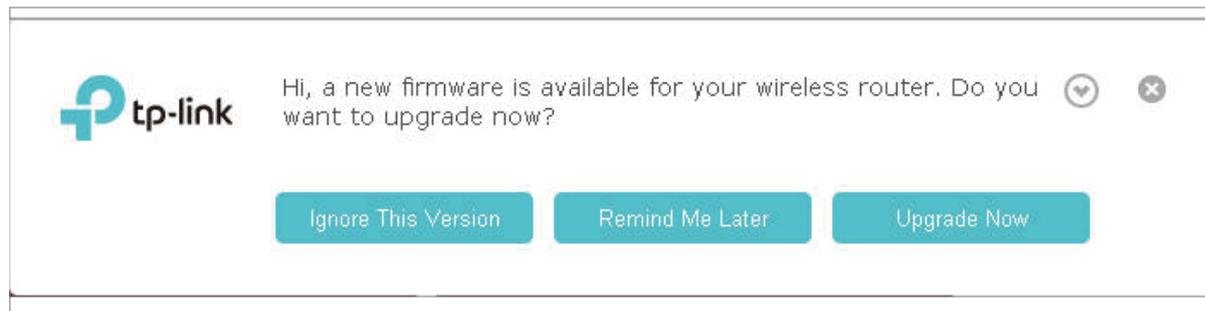 tp-link
Hi, a new firmware is available for your wireless router. Do you
want to upgrade now?
Ignore This Version
Remind Me Later
Upgrade Now